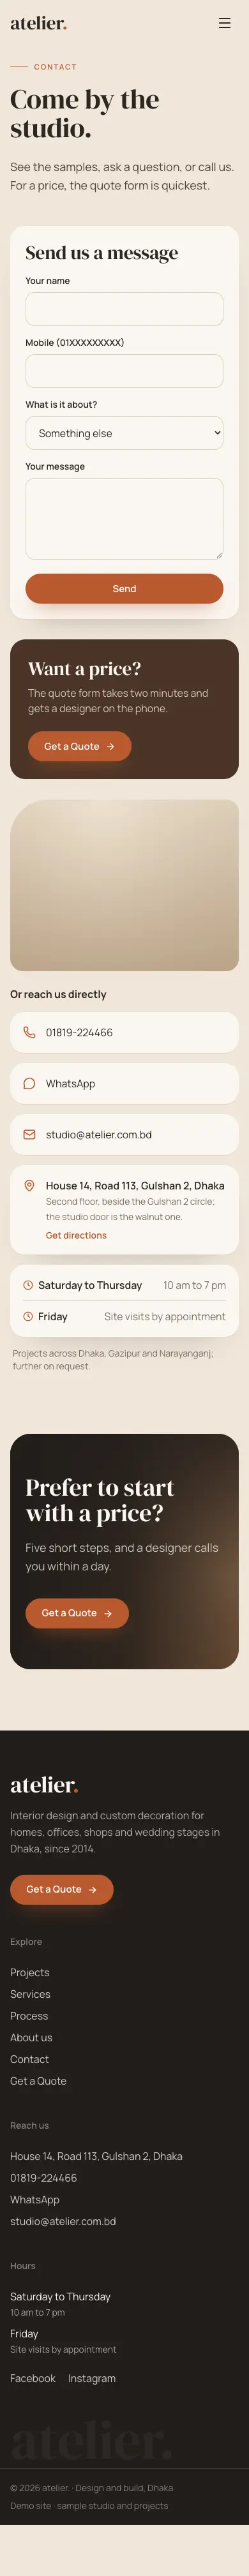 atelier.
CONTACT
Come by the
studio.
See the samples, ask a question, or call us.
For a price, the quote form is quickest.
Send us a message
Your name
Mobile (01XXXXXXXXX)
What is it about?
Something else
Your message
Send
Want a price?
The quote form takes two minutes and
gets a designer on the phone.
Get a Quote →
Or reach us directly
01819-224466
WhatsApp
studio@atelier.com.bd
House 14, Road 113, Gulshan 2, Dhaka
Second floor, beside the Gulshan 2 circle;
the studio door is the walnut one.
Get directions
Saturday to Thursday 10 am to 7 pm
Friday Site visits by appointment
Projects across Dhaka, Gazipur and Narayanganj;
further on request.
Prefer to start
with a price?
Five short steps, and a designer calls
you within a day.
Get a Quote →
atelier.
Interior design and custom decoration for
homes, offices, shops and wedding stages in
Dhaka, since 2014.
Get a Quote →
Explore
Projects
Services
Process
About us
Contact
Get a Quote
Reach us
House 14, Road 113, Gulshan 2, Dhaka
01819-224466
WhatsApp
studio@atelier.com.bd
Hours
Saturday to Thursday
10 am to 7 pm
Friday
Site visits by appointment
Facebook Instagram
atelier.
© 2026 atelier. · Design and build, Dhaka
Demo site · sample studio and projects